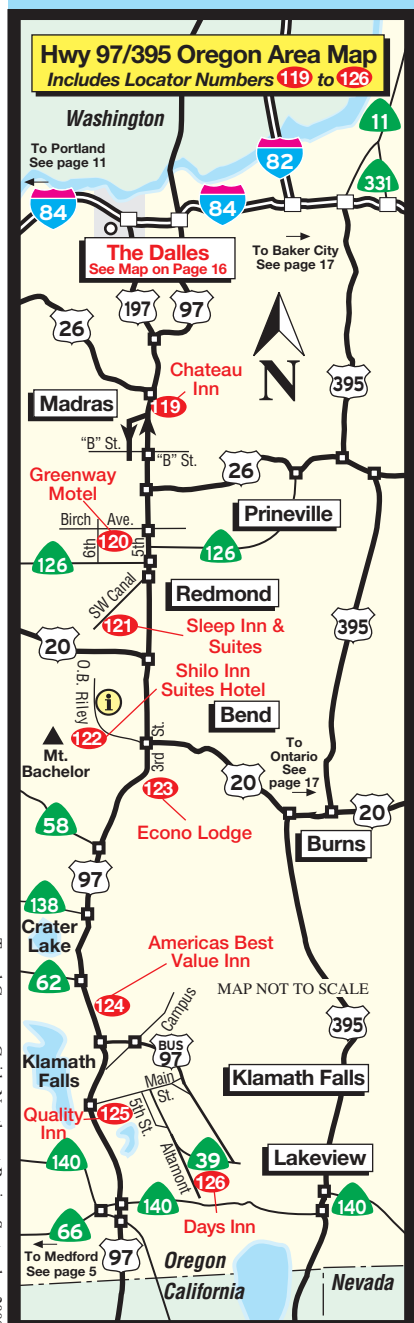 Hwy 97/395 Oregon Area Map
Includes Locator Numbers 119 to 126
Washington
11
To Portland
See page 11
82
331
84
84
The Dalles
See Map on Page 16
To Baker City
See page 17
197
97
26
N
395
Chateau
Inn
119
Madras
"B" St.
"B" St.
Greenway
Motel
26
Prineville
Birch Ave.
120
6th
5th
126
126
SW Canal
Redmond
121
Sleep Inn &
Suites
395
20
O.B. Riley
i
Shilo Inn
Suites Hotel
Bend
122
3rd St.
Mt.
Bachelor
To
Ontario
See
page 17
123
20
20
Econo Lodge
58
Burns
97
138
Crater
Lake
Americas Best
Value Inn
62
MAP NOT TO SCALE
124
Campus
395
BUS
97
Klamath
Falls
Main
St.
Klamath Falls
Quality
Inn
125
5th St.
Altamont
39
Lakeview
140
126
140
140
Days Inn
66
To Medford
See page 5
97
Oregon
California
Nevada